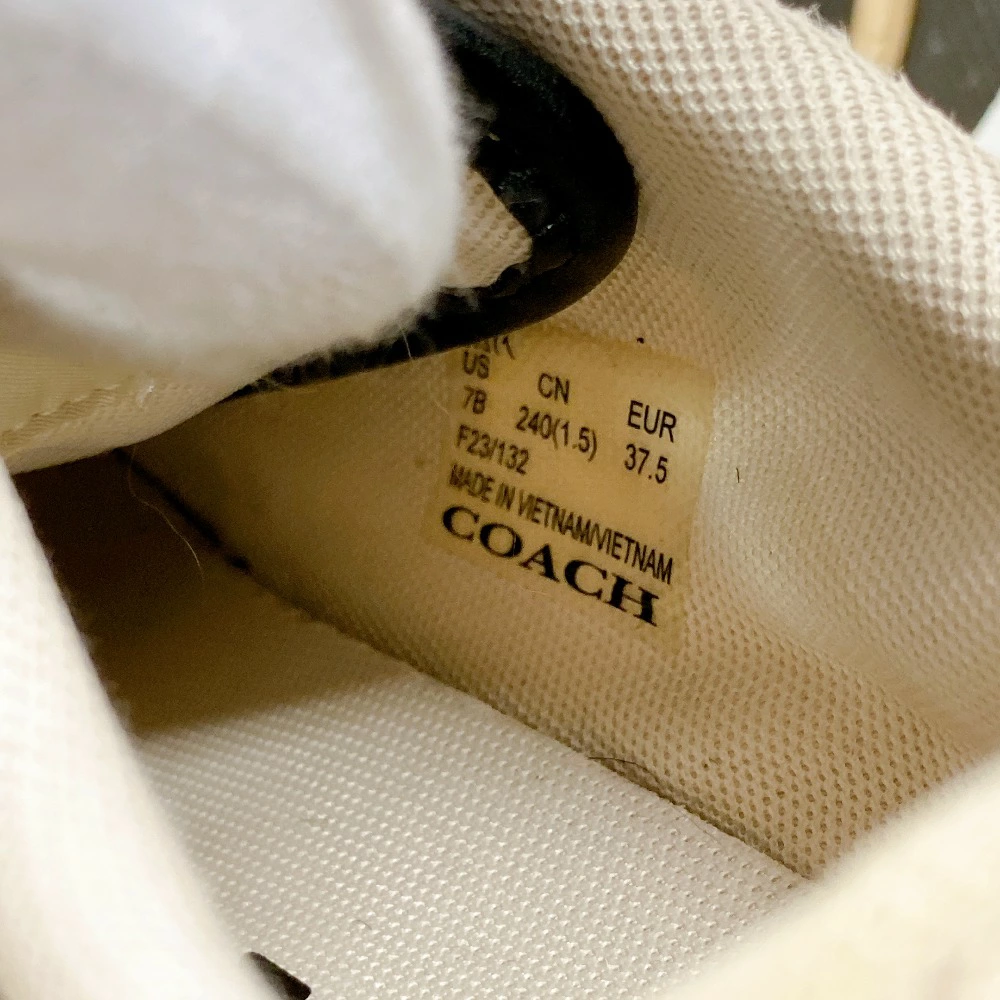 US CN EUR
7B 240(1.5) 37.5
F23/132
MADE IN VIETNAM/VIETNAM
COACH